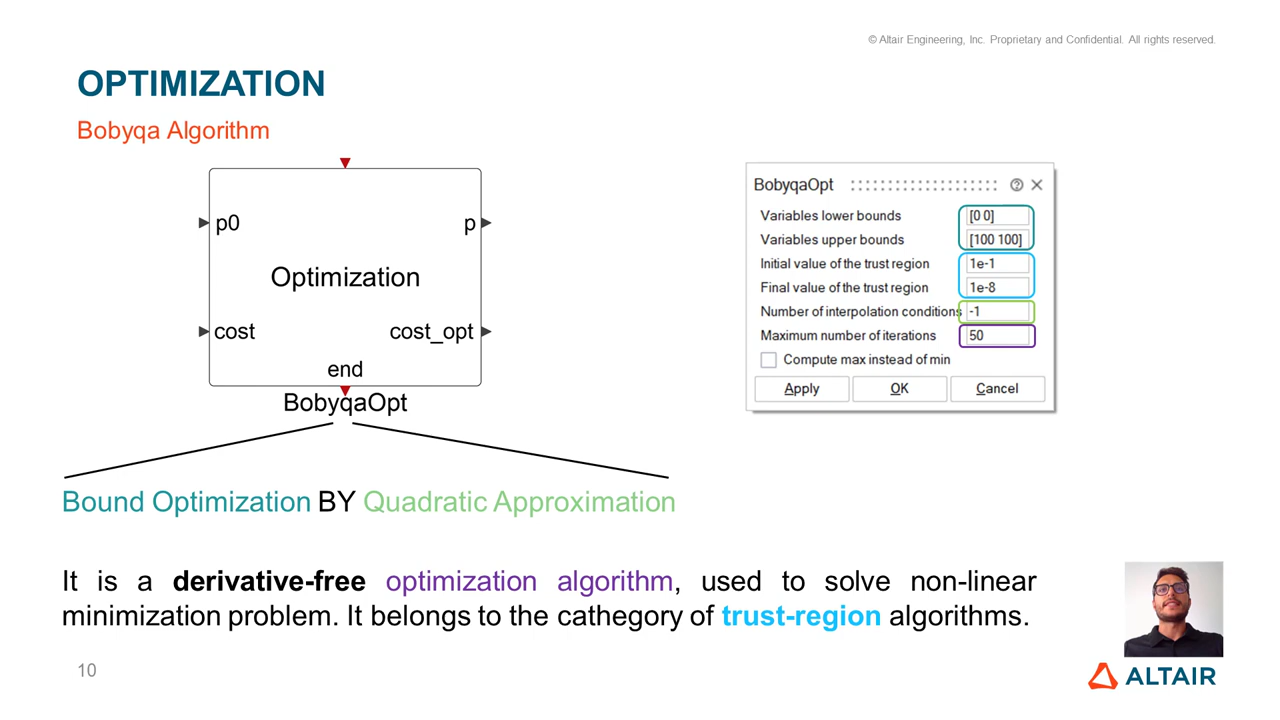 © Altair Engineering, Inc. Proprietary and Confidential. All rights reserved.
OPTIMIZATION
Bobyqa Algorithm
p0
p
Optimization
cost
cost_opt
end
BobyqaOpt
BobyqaOpt
Variables lower bounds [0 0]
Variables upper bounds [100 100]
Initial value of the trust region 1e-1
Final value of the trust region 1e-8
Number of interpolation conditions -1
Maximum number of iterations 50
Compute max instead of min
Apply OK Cancel
Bound Optimization BY Quadratic Approximation
It is a derivative-free optimization algorithm, used to solve non-linear
minimization problem. It belongs to the cathegory of trust-region algorithms.
10
ALTAIR